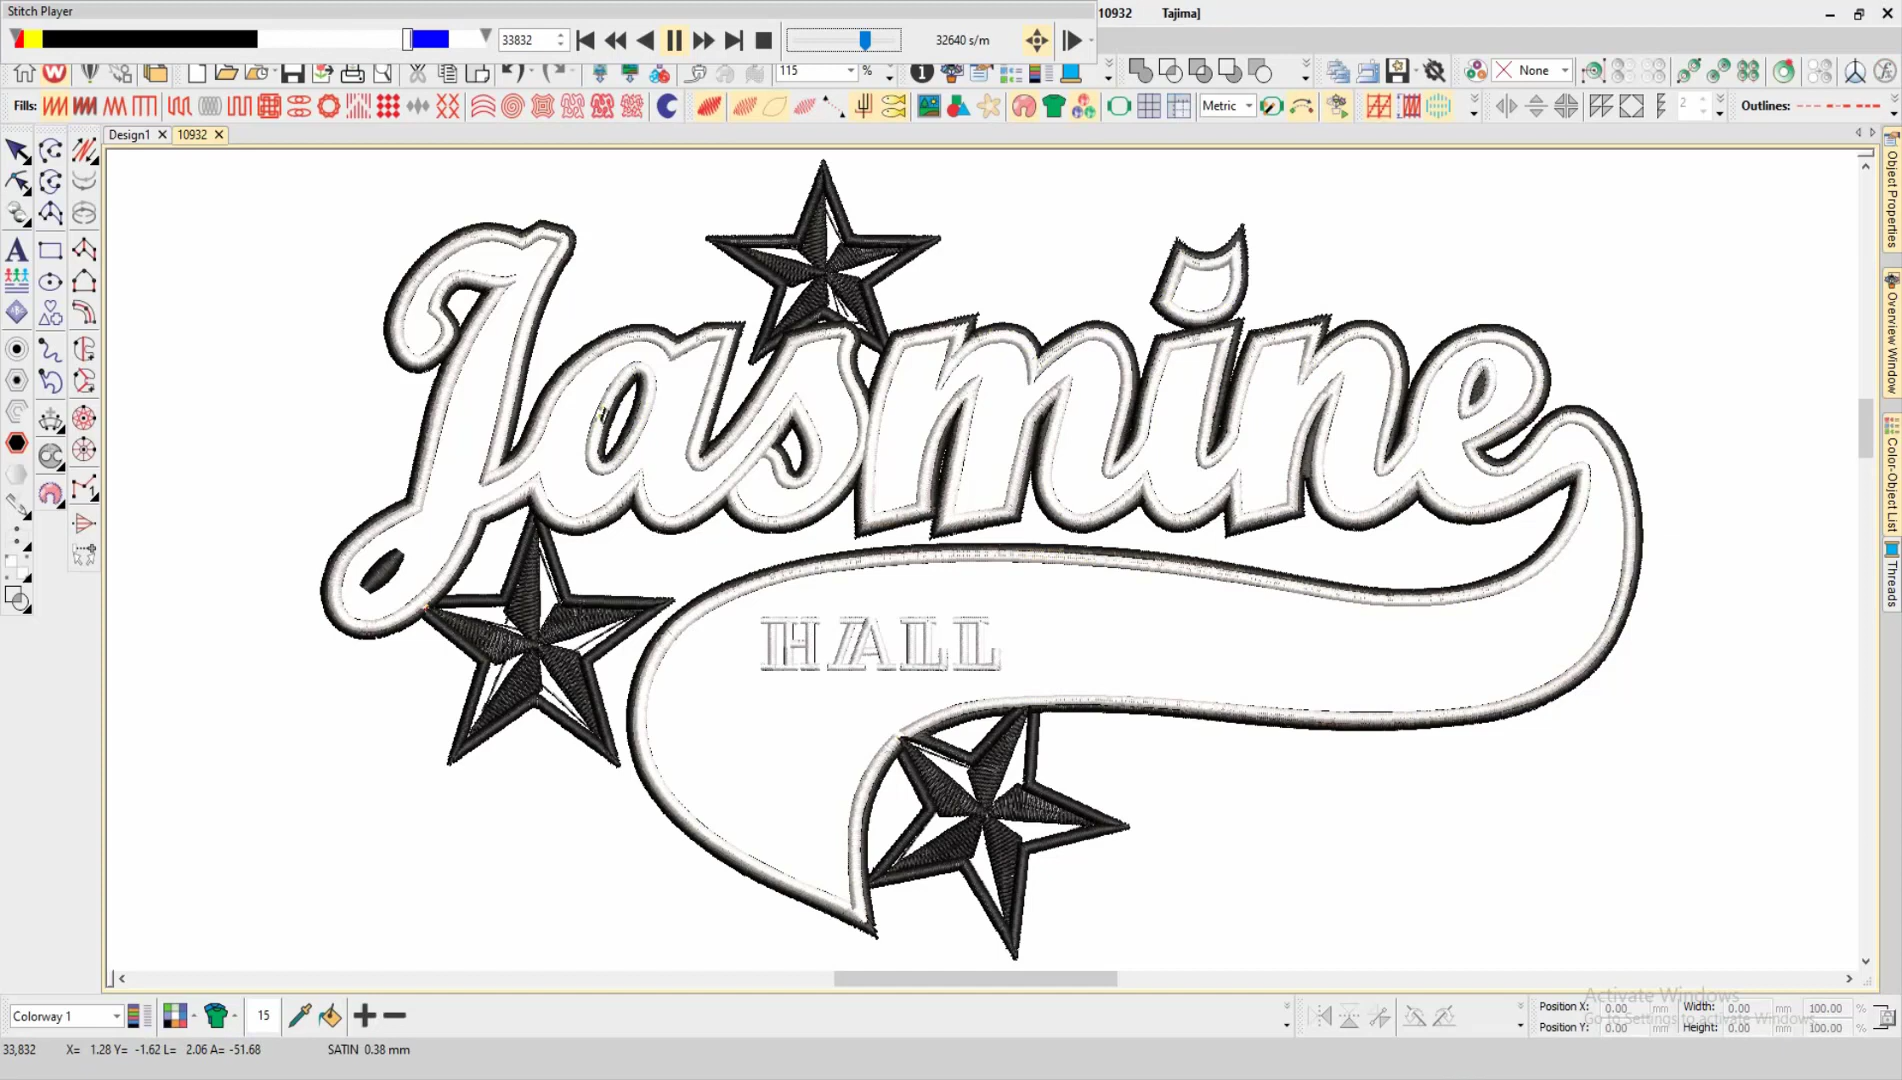 Stitch Player
10932 Tajima]
33832
32640 s/m
115 %
None
Fills:
Metric
2
Outlines:
Design1
10932
Jasmine
HALL
Object Properties
Overview Window
Color-Object List
Threads
Colorway 1
15
Activate Windows
Go to Settings to activate Windows.
Position X: 0.00 mm Width: 0.00 mm 100.00 %
Position Y: 0.00 mm Height: 0.00 mm 100.00 %
33,832 X= 1.28 Y= -1.62 L= 2.06 A= -51.68 SATIN 0.38 mm